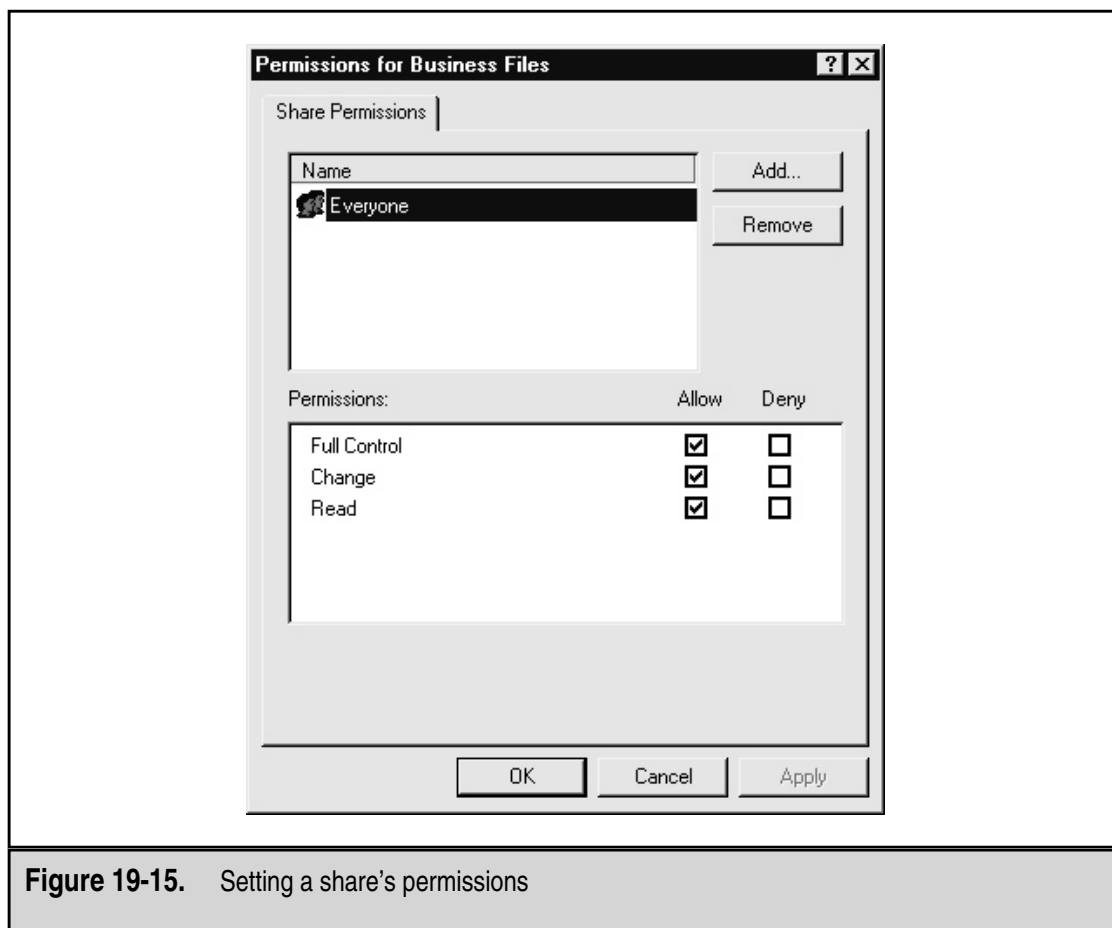 Permissions for Business Files
Share Permissions
Name
Add...
Everyone
Remove
Permissions: Allow Deny
Full Control
Change
Read
OK Cancel Apply
Figure 19-15. Setting a share's permissions